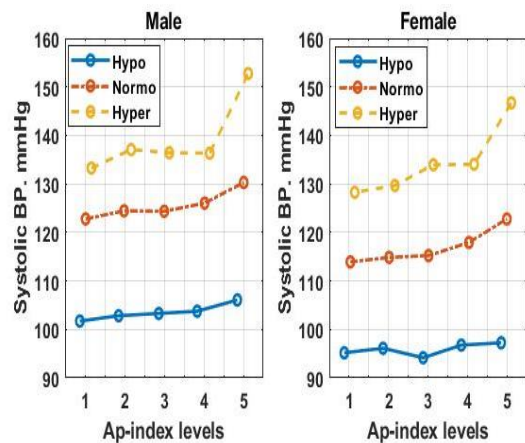 Male
Systolic BP. mmHg
160
150
140
130
120
110
100
90
Hypo
Normo
Hyper
1 2 3 4 5
Ap-index levels
Female
Systolic BP. mmHg
160
150
140
130
120
110
100
90
Hypo
Normo
Hyper
1 2 3 4 5
Ap-index levels